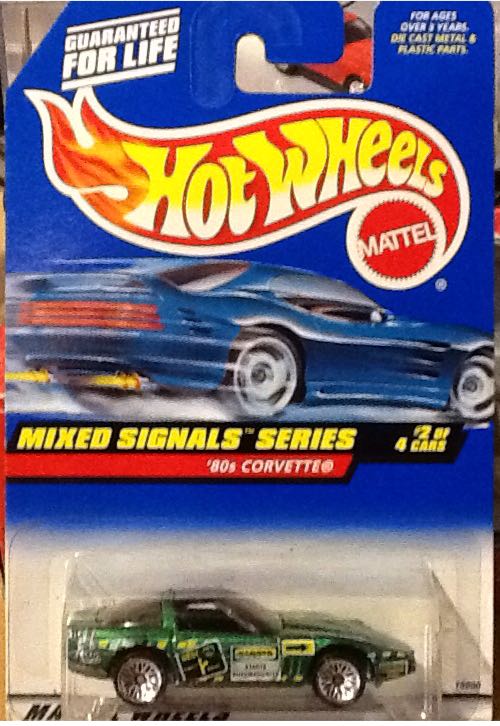 GUARANTEED
FOR LIFE
FOR AGES
OVER 3 YEARS.
DIE CAST METAL &
PLASTIC PARTS.
HOT WHEELS
MATTEL
®
MIXED SIGNALS™ SERIES
#2 OF
4 CARS
'80s CORVETTE®